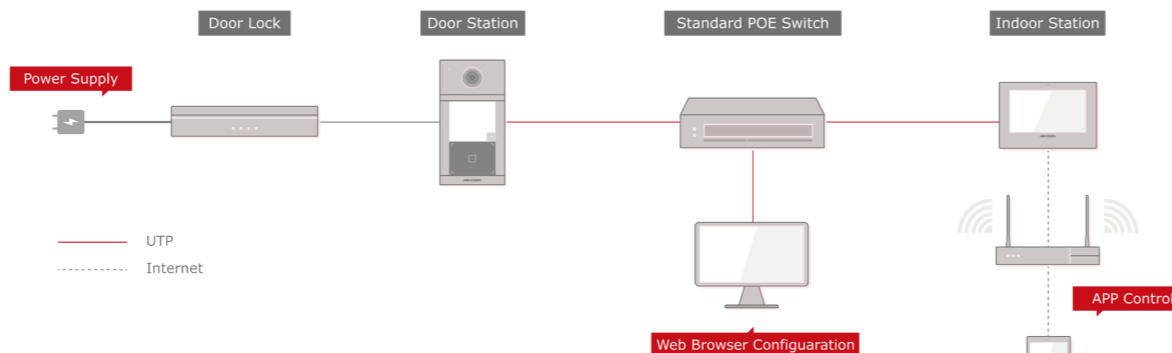 Door Lock
Door Station
Standard POE Switch
Indoor Station
Power Supply
UTP
Internet
APP Control
Web Browser Configuaration